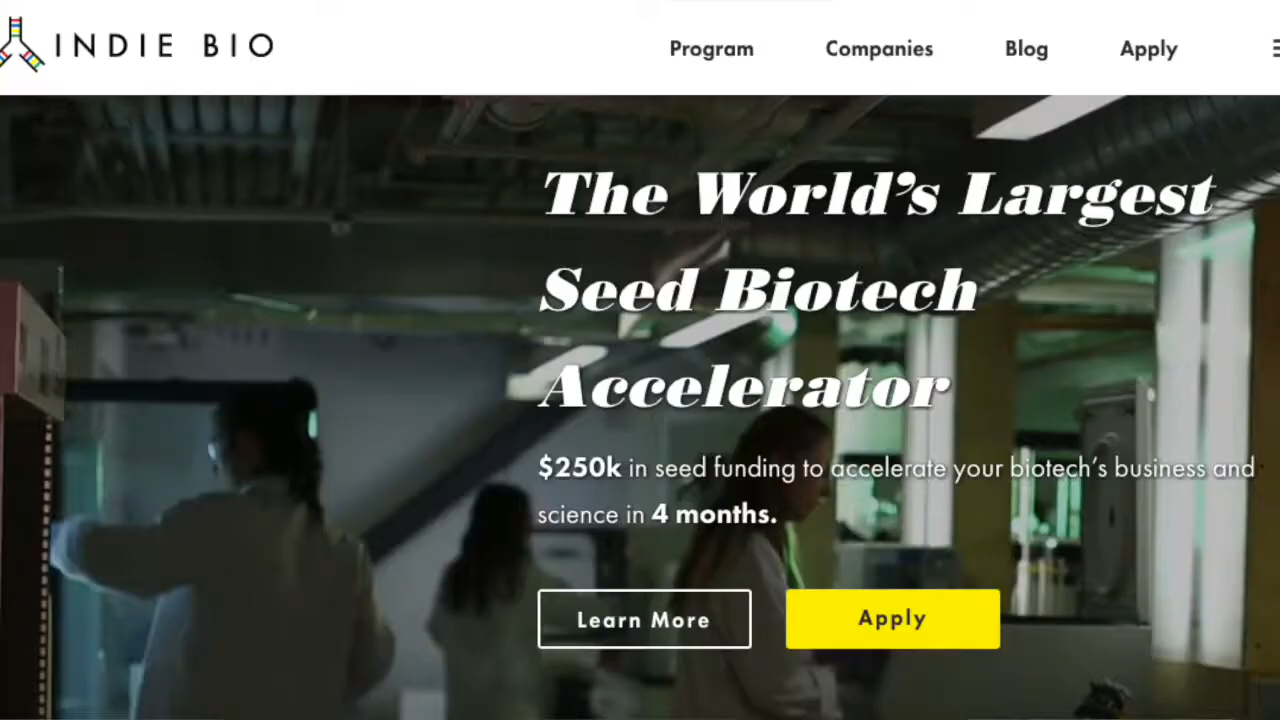 INDIE BIO
Program Companies Blog Apply
The World’s Largest
Seed Biotech
Accelerator
$250k in seed funding to accelerate your biotech’s business and
science in 4 months.
Learn More Apply